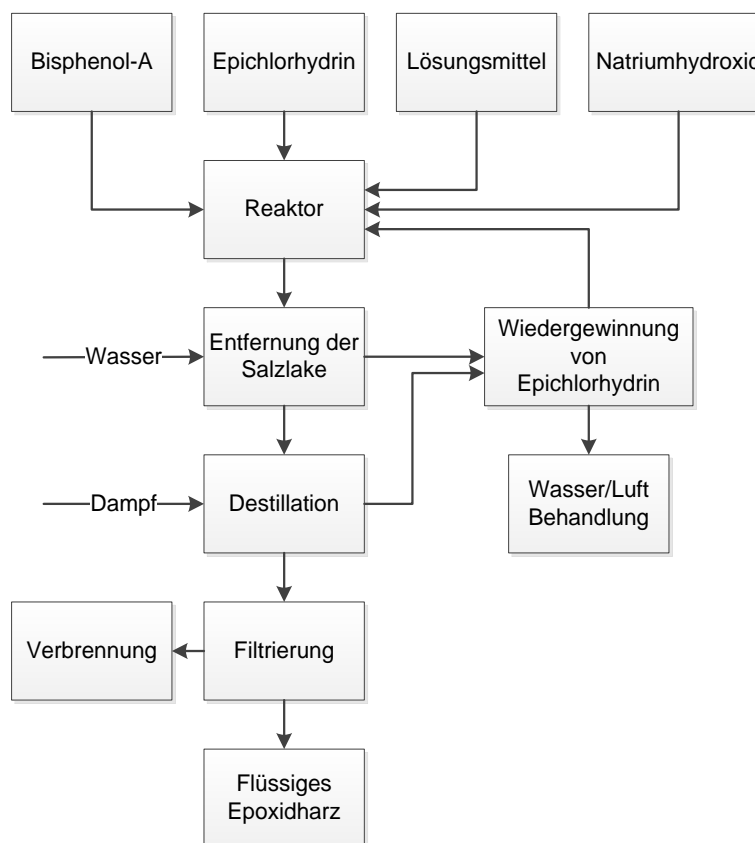 Bisphenol-A
Epichlorhydrin
Lösungsmittel
Natriumhydroxid
Reaktor
Wasser
Entfernung der
Salzlake
Wiedergewinnung
von
Epichlorhydrin
Dampf
Destillation
Wasser/Luft
Behandlung
Verbrennung
Filtrierung
Flüssiges
Epoxidharz